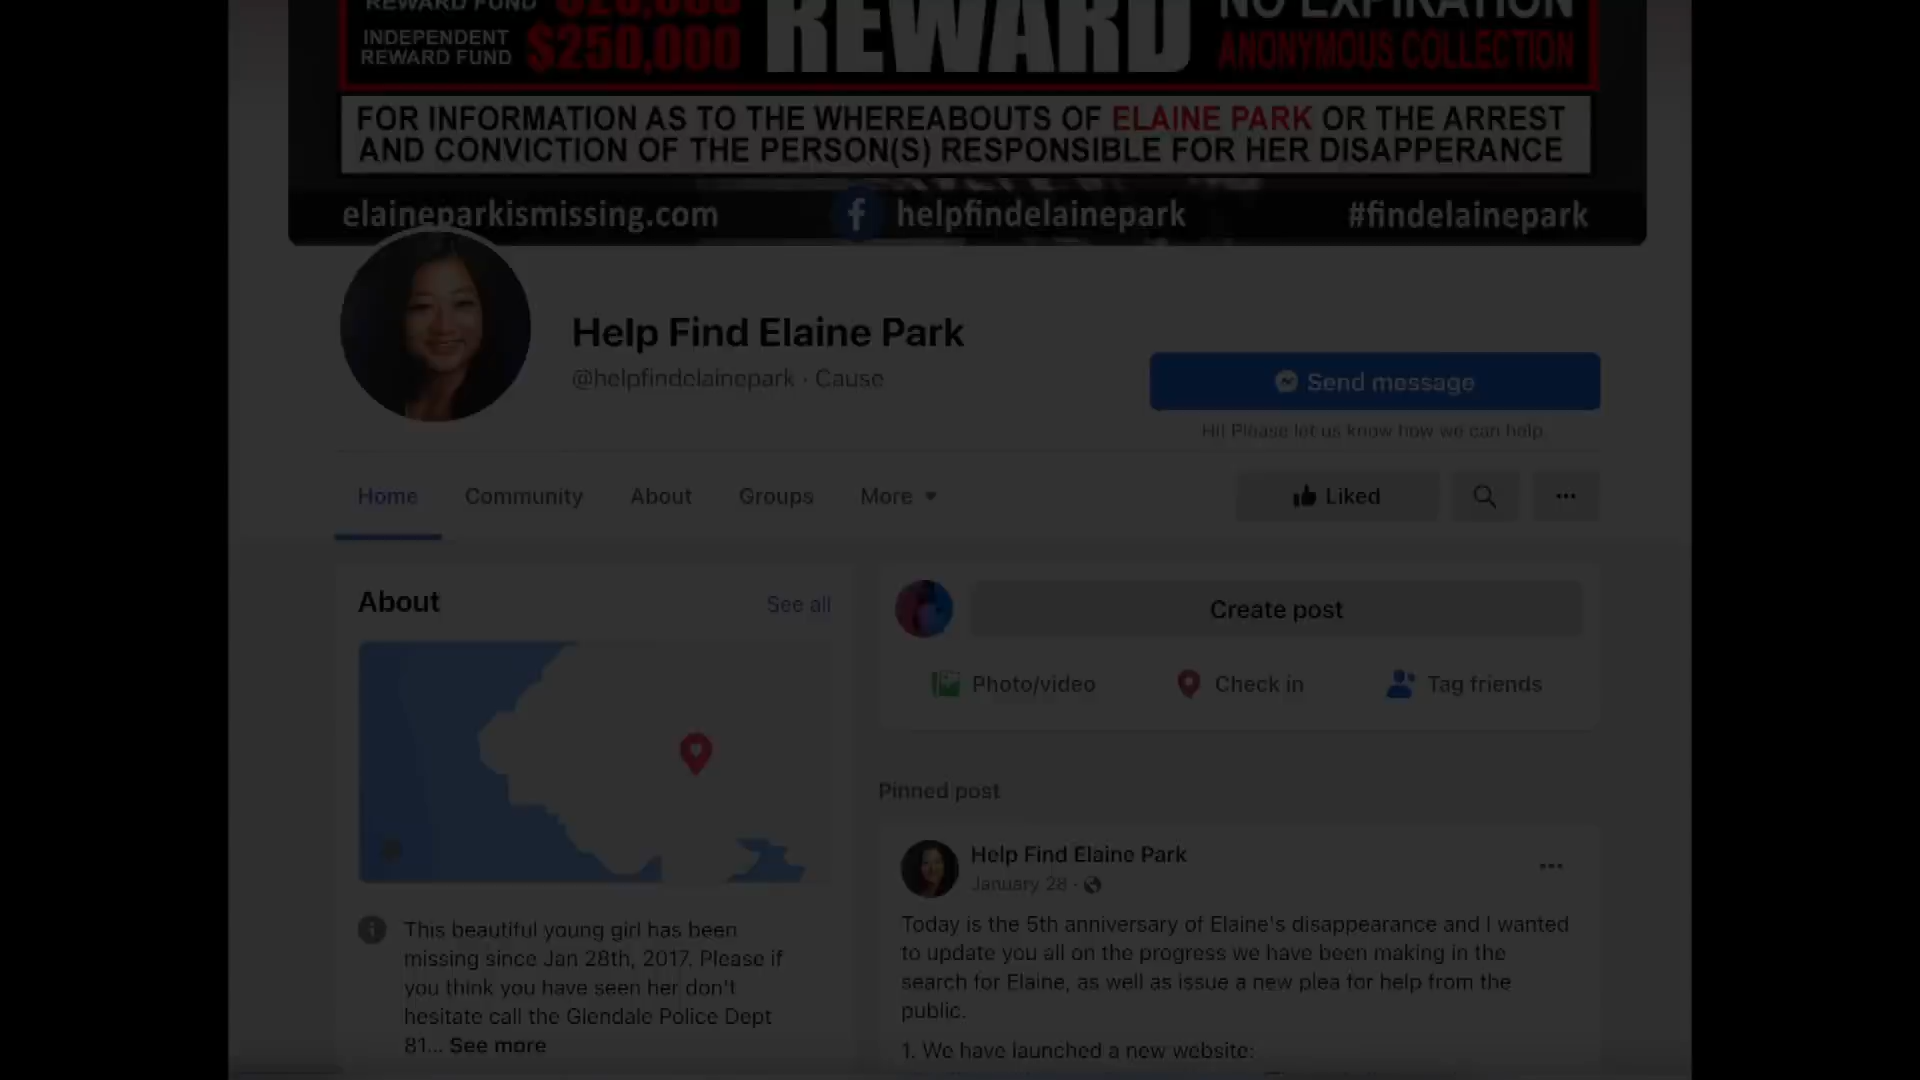 REWARD FUND $20,000
INDEPENDENT
REWARD FUND $250,000
REWARD
NO EXPIRATION
ANONYMOUS COLLECTION
FOR INFORMATION AS TO THE WHEREABOUTS OF ELAINE PARK OR THE ARREST
AND CONVICTION OF THE PERSON(S) RESPONSIBLE FOR HER DISAPPERANCE
elaineparkismissing.com
helpfindelainepark
#findelainepark
Help Find Elaine Park
@helpfindelainepark · Cause
Send message
Hi! Please let us know how we can help.
Home
Community
About
Groups
More
Liked
About
See all
This beautiful young girl has been
missing since Jan 28th, 2017. Please if
you think you have seen her don't
hesitate call the Glendale Police Dept
81... See more
Create post
Photo/video
Check in
Tag friends
Pinned post
Help Find Elaine Park
January 28 ·
Today is the 5th anniversary of Elaine's disappearance and I wanted
to update you all on the progress we have been making in the
search for Elaine, as well as issue a new plea for help from the
public.
1. We have launched a new website: